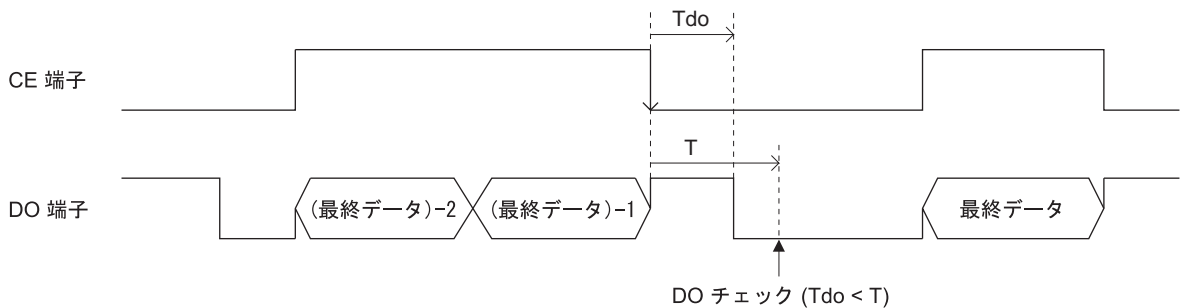 Tdo
CE 端子
T
DO 端子
(最終データ)-2
(最終データ)-1
最終データ
DO チェック (Tdo < T)